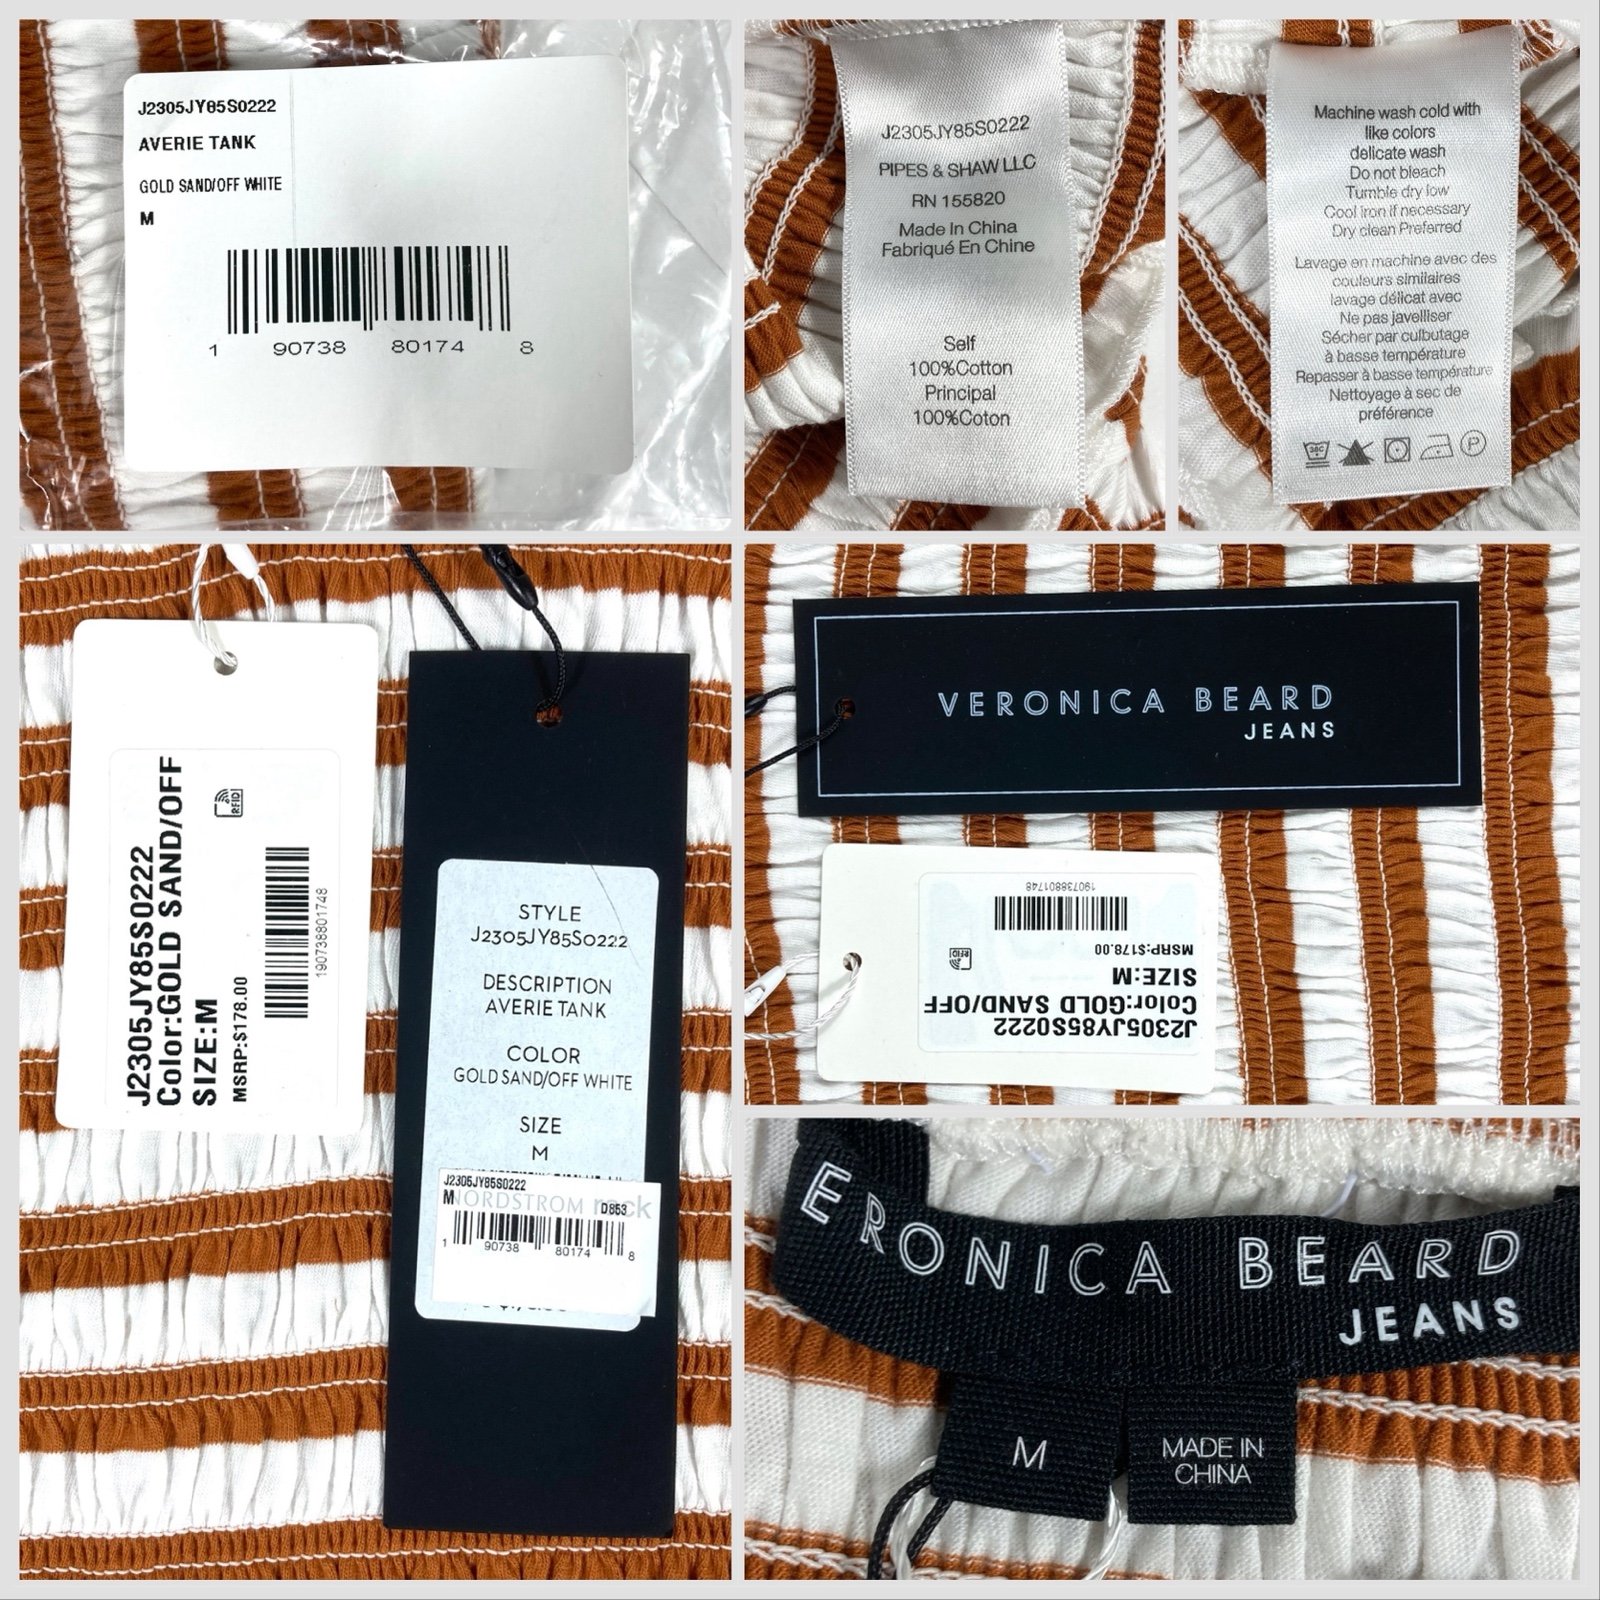 J2305JY85S0222
AVERIE TANK
GOLD SAND/OFF WHITE
M
1 90738 80174 8
J2305JY85S0222
PIPES & SHAW LLC
RN 155820
Made In China
Fabriqué En Chine
Self
100%Cotton
Principal
100%Coton
Machine wash cold with
like colors
delicate wash
Do not bleach
Tumble dry low
Cool iron if necessary
Dry clean Preferred
Lavage en machine avec des
couleurs similaires
lavage délicat avec
Ne pas javelliser
Sécher par culbutage
à basse température
Repasser à basse température
Nettoyage à sec de
préférence
P
J2305JY85S0222
Color:GOLD SAND/OFF
SIZE:M
MSRP:$178.00
190738801748
RFID
STYLE
J2305JY85S0222
DESCRIPTION
AVERIE TANK
COLOR
GOLD SAND/OFF WHITE
SIZE
M
J2305JY85S0222
M
NORDSTROM rack
D853
1 90738 80174 8
VERONICA BEARD
JEANS
J2305JY85S0222
Color:GOLD SAND/OFF
SIZE:M
MSRP:$178.00
190738801748
RFID
ERONICA BEARD
JEANS
M
MADE IN
CHINA